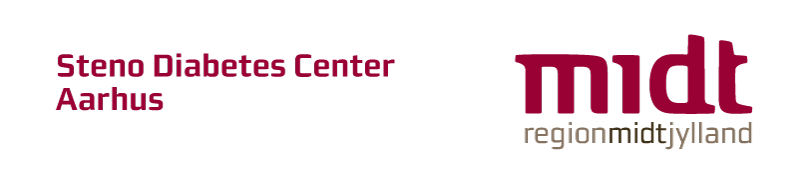 Steno Diabetes Center
Aarhus
midt
regionmidtjylland